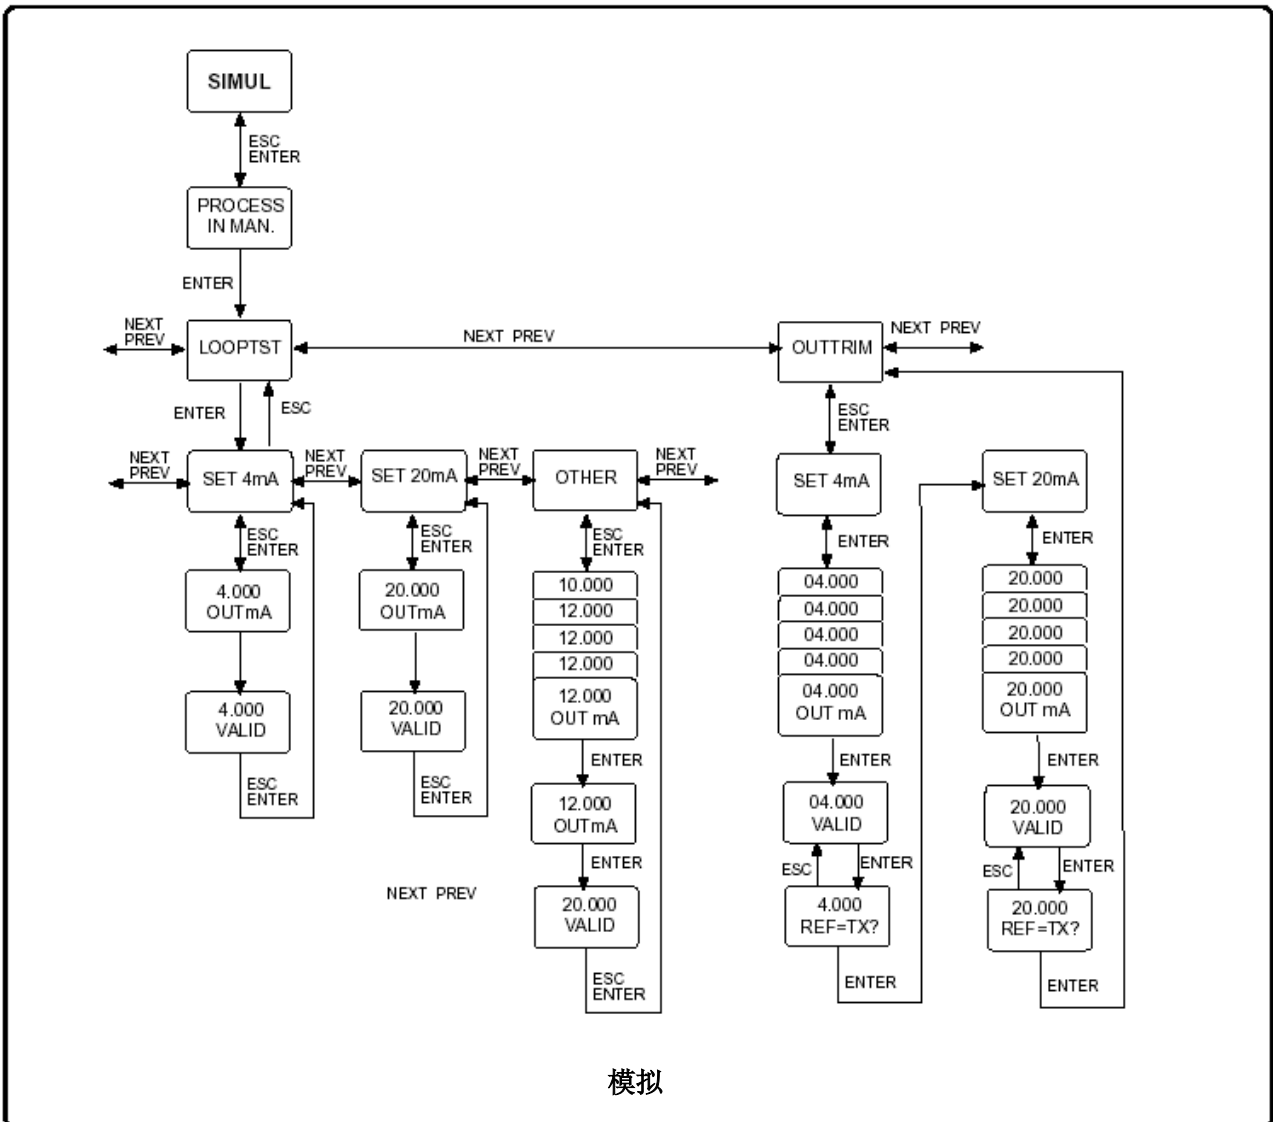 SIMUL
ESC
ENTER
PROCESS
IN MAN.
ENTER
NEXT
PREV
LOOPTST
NEXT PREV
OUTTRIM
NEXT PREV
ENTER
ESC
ESC
ENTER
NEXT
PREV
SET 4mA
NEXT
PREV
SET 20mA
NEXT
PREV
OTHER
NEXT
PREV
SET 4mA
SET 20mA
ESC
ENTER
ESC
ENTER
ESC
ENTER
ENTER
ENTER
4.000
OUTmA
20.000
OUTmA
10.000
12.000
12.000
12.000
12.000
OUT mA
04.000
04.000
04.000
04.000
04.000
OUT mA
20.000
20.000
20.000
20.000
20.000
OUT mA
4.000
VALID
20.000
VALID
ENTER
ENTER
ENTER
ESC
ENTER
ESC
ENTER
12.000
OUTmA
04.000
VALID
20.000
VALID
ENTER
ESC
ENTER
ESC
ENTER
NEXT PREV
20.000
VALID
4.000
REF=TX?
20.000
REF=TX?
ESC
ENTER
ENTER
ENTER
模拟